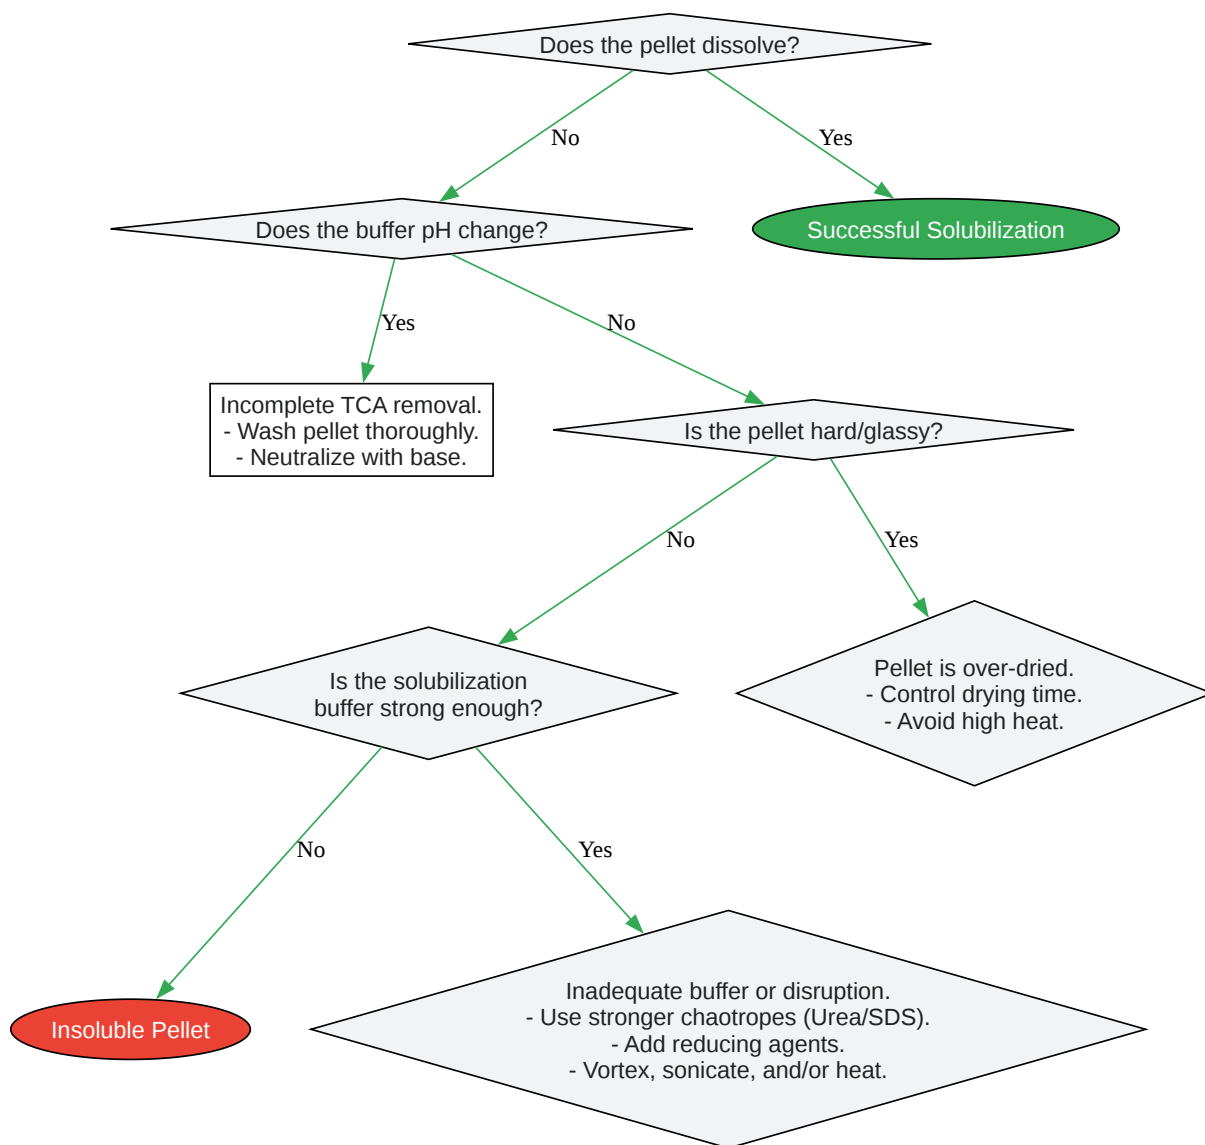 Does the pellet dissolve?
No
Yes
Does the buffer pH change?
Successful Solubilization
Yes
No
Incomplete TCA removal.
- Wash pellet thoroughly.
- Neutralize with base.
Is the pellet hard/glassy?
No
Yes
Is the solubilization
buffer strong enough?
Pellet is over-dried.
- Control drying time.
- Avoid high heat.
No
Yes
Insoluble Pellet
Inadequate buffer or disruption.
- Use stronger chaotropes (Urea/SDS).
- Add reducing agents.
- Vortex, sonicate, and/or heat.